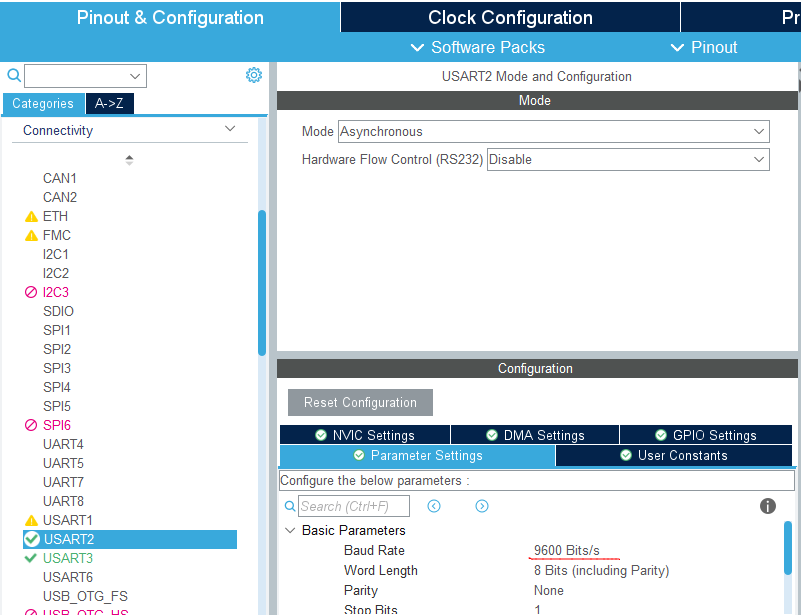 Pinout & Configuration
Clock Configuration
Pr
Software Packs
Pinout
Categories
A->Z
Connectivity
CAN1
CAN2
ETH
FMC
I2C1
I2C2
I2C3
SDIO
SPI1
SPI2
SPI3
SPI4
SPI5
SPI6
UART4
UART5
UART7
UART8
USART1
USART2
USART3
USART6
USB_OTG_FS
USB_OTG_HS
USART2 Mode and Configuration
Mode
Mode Asynchronous
Hardware Flow Control (RS232) Disable
Configuration
Reset Configuration
NVIC Settings
DMA Settings
GPIO Settings
Parameter Settings
User Constants
Configure the below parameters :
Search (Ctrl+F)
Basic Parameters
Baud Rate 9600 Bits/s
Word Length 8 Bits (including Parity)
Parity None
Stop Bits 1